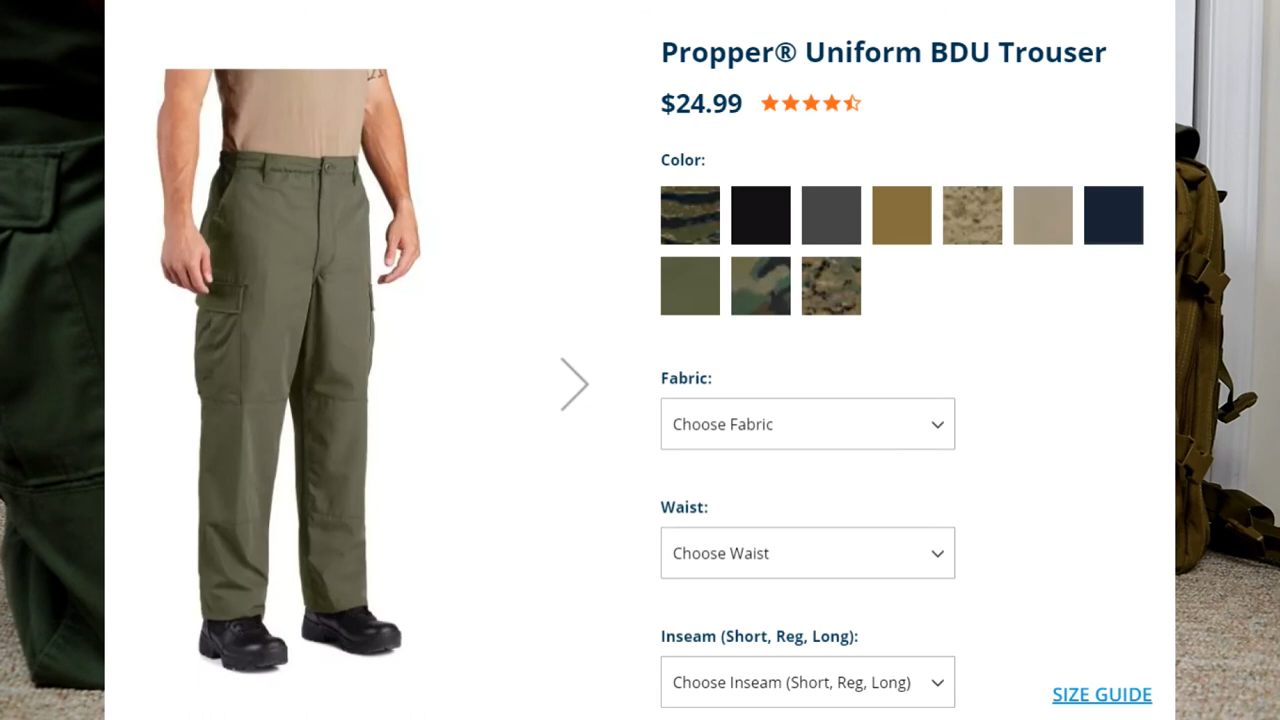 Propper® Uniform BDU Trouser
$24.99
Color:
Fabric:
Choose Fabric
Waist:
Choose Waist
Inseam (Short, Reg, Long):
Choose Inseam (Short, Reg, Long)
SIZE GUIDE